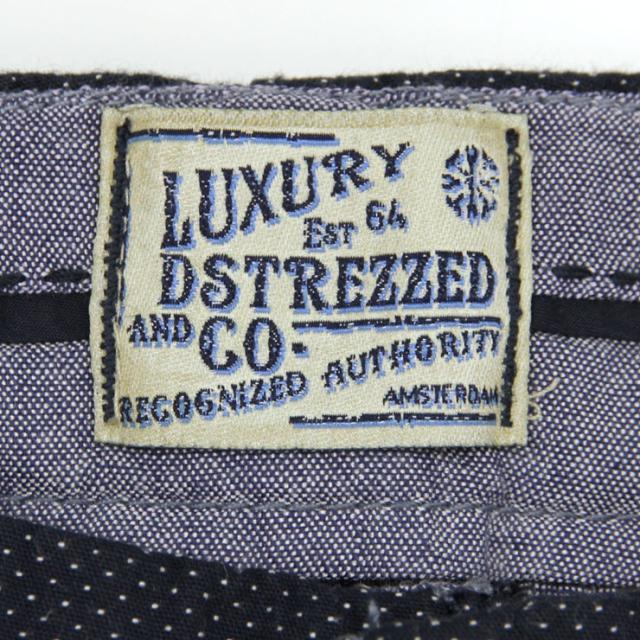 LUXURY
EST 64
DSTREZZED
AND CO.
RECOGNIZED AUTHORITY
AMSTERDAM